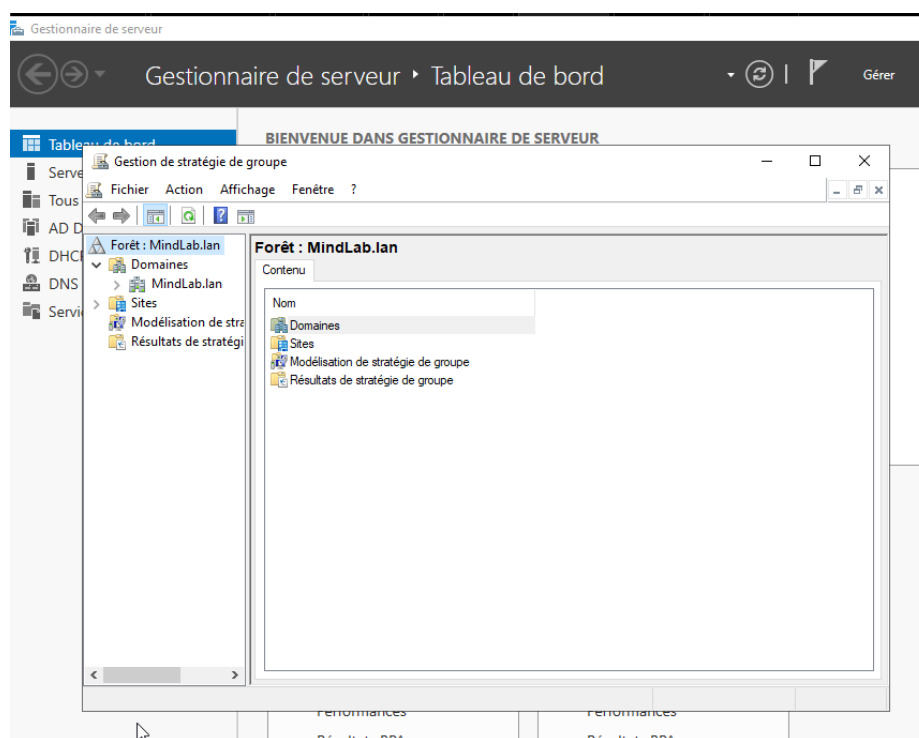 Gestionnaire de serveur
Gestionnaire de serveur • Tableau de bord
Gérer
Tableau de bord
BIENVENUE DANS GESTIONNAIRE DE SERVEUR
Gestion de stratégie de groupe
Serve
Fichier Action Affichage Fenêtre ?
Tous
AD D
Forêt : MindLab.lan
Forêt : MindLab.lan
DHC
Domaines
Contenu
DNS
MindLab.lan
Servi
Sites
Nom
Modélisation de stra
Domaines
Résultats de stratégi
Sites
Modélisation de stratégie de groupe
Résultats de stratégie de groupe
Performances
Performances